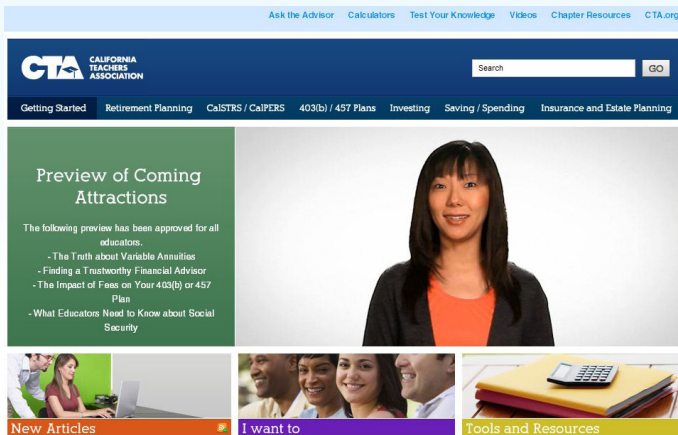 Ask the Advisor Calculators Test Your Knowledge Videos Chapter Resources CTA.org
CTA CALIFORNIA
TEACHERS
ASSOCIATION
Search GO
Getting Started Retirement Planning CalSTRS / CalPERS 403(b) / 457 Plans Investing Saving / Spending Insurance and Estate Planning
Preview of Coming
Attractions
The following preview has been approved for all
educators.
- The Truth about Variable Annuities
- Finding a Trustworthy Financial Advisor
- The Impact of Fees on Your 403(b) or 457
Plan
- What Educators Need to Know about Social
Security
New Articles
I want to
Tools and Resources